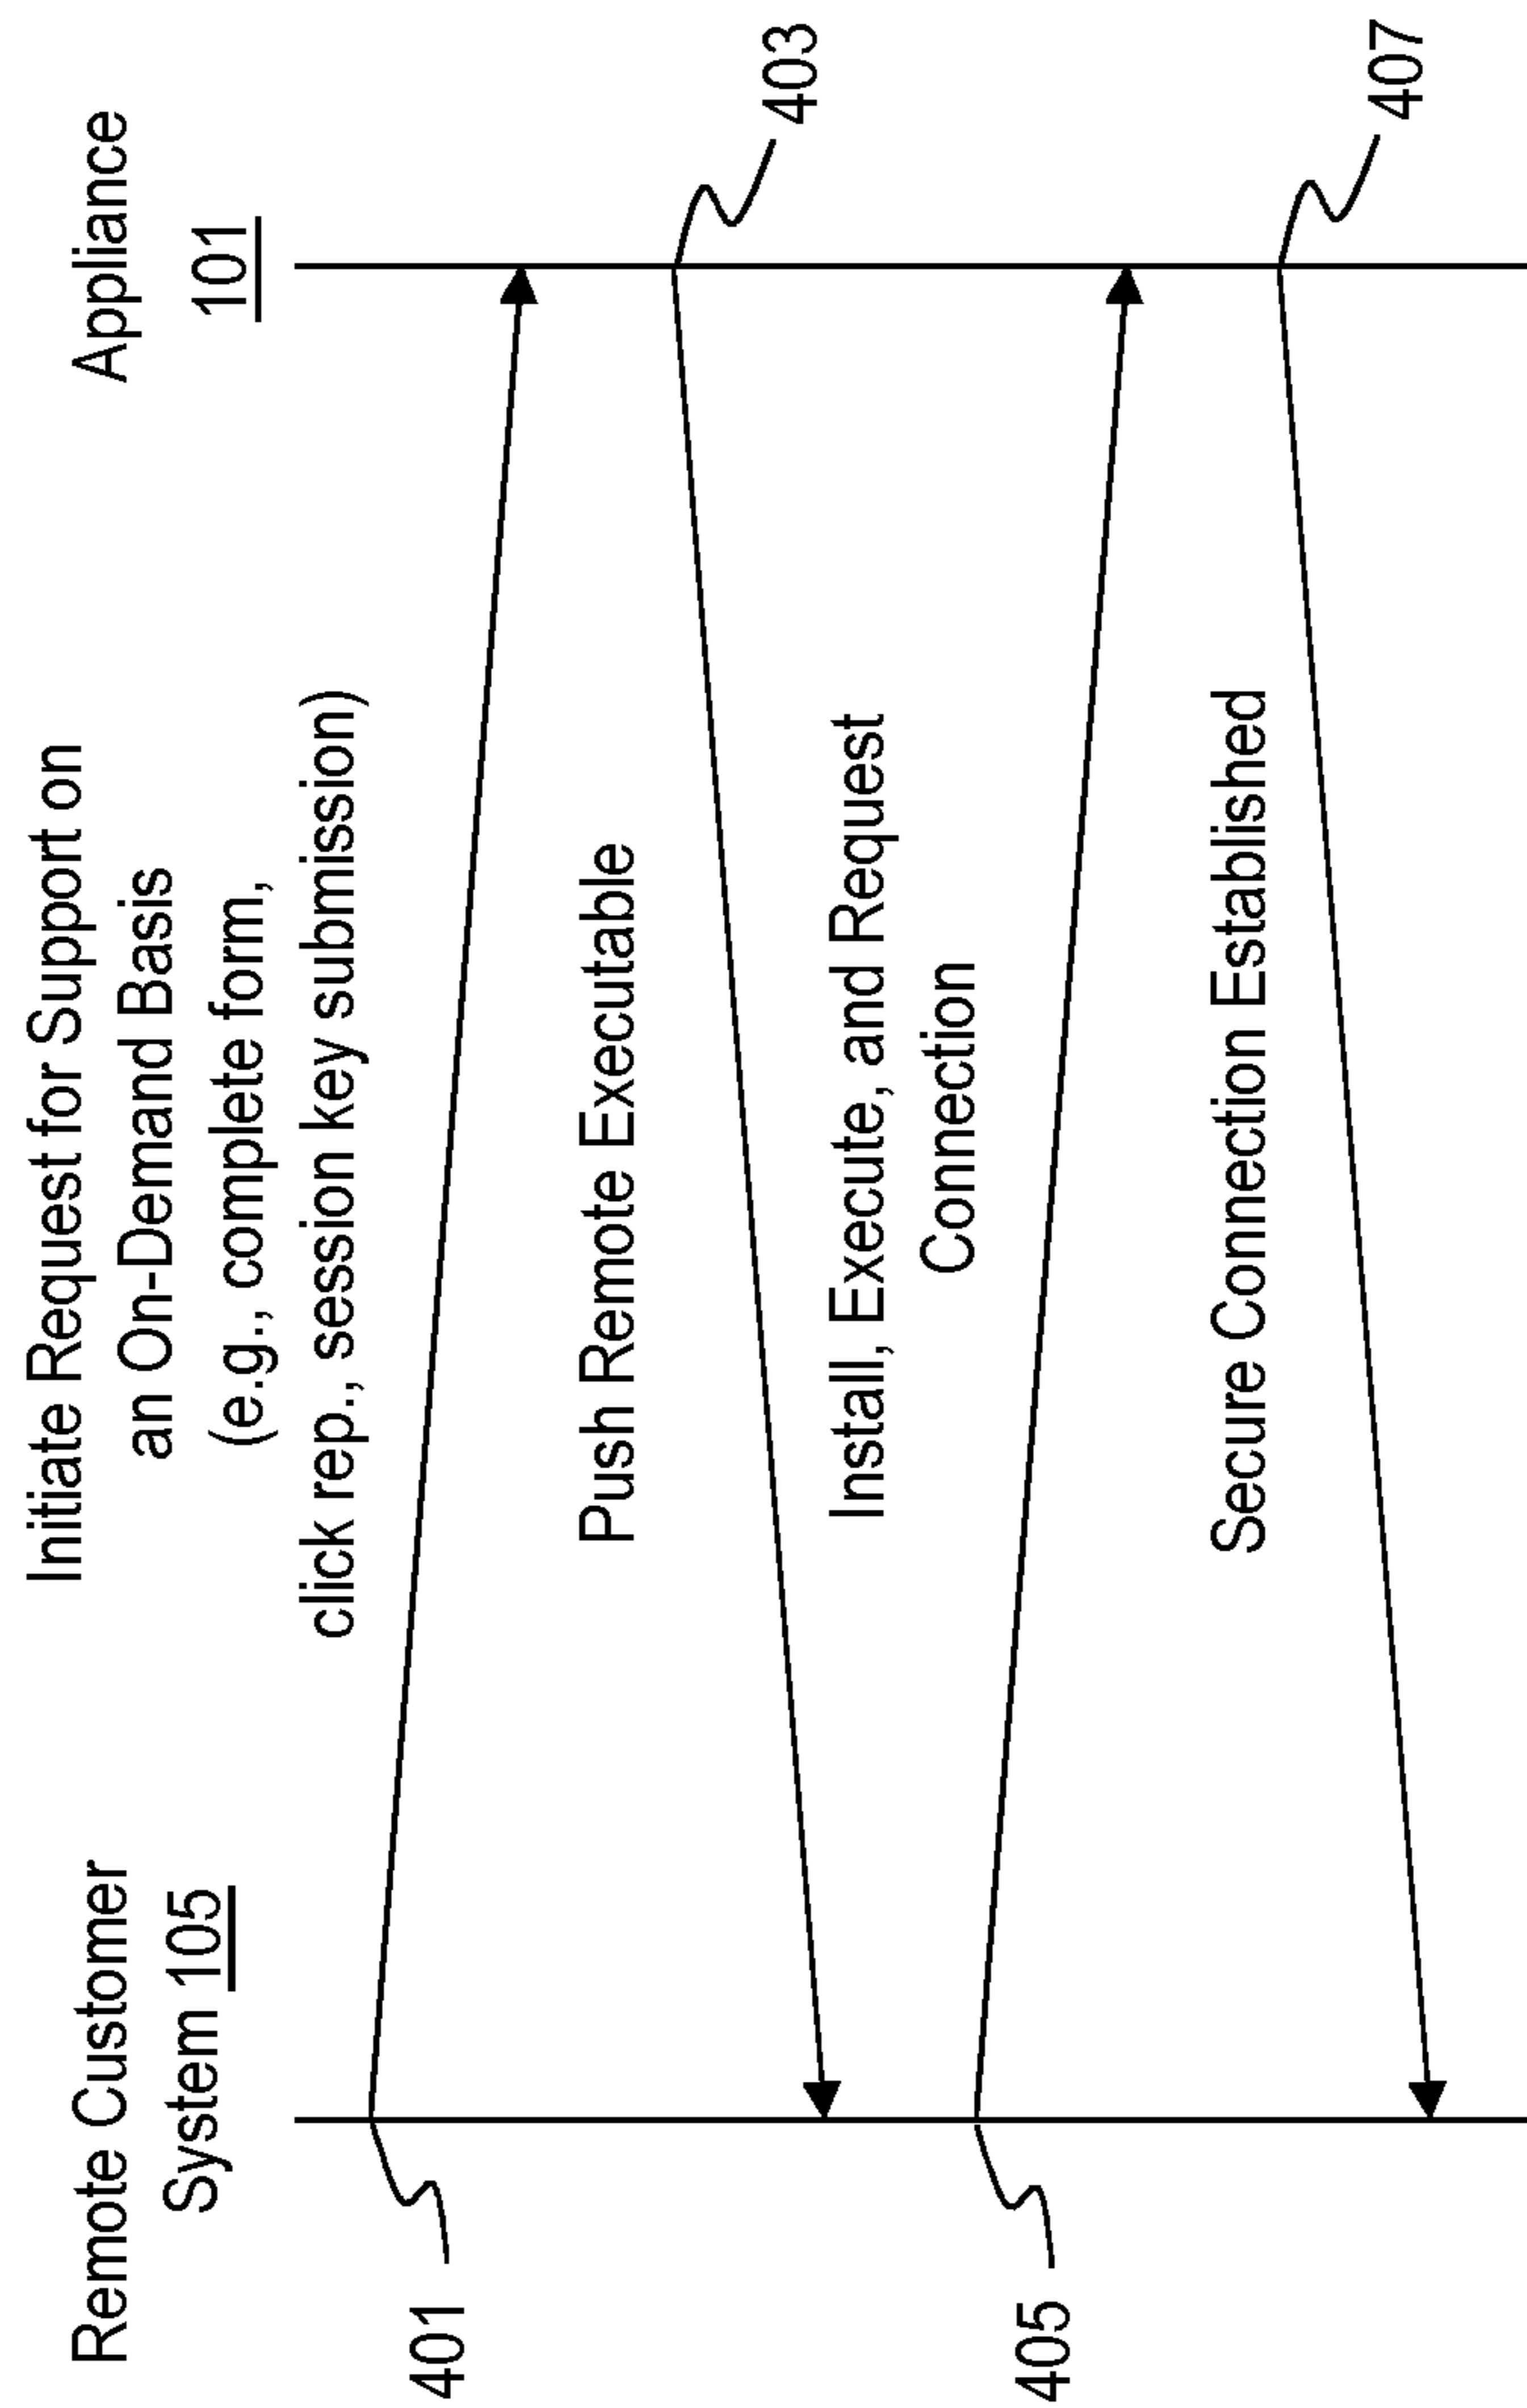 Remote Customer
System 105
Initiate Request for Support on
an On-Demand Basis
(e.g., complete form,
click rep., session key submission)
Appliance
101
401
Push Remote Executable
403
Install, Execute, and Request
Connection
405
Secure Connection Established
407